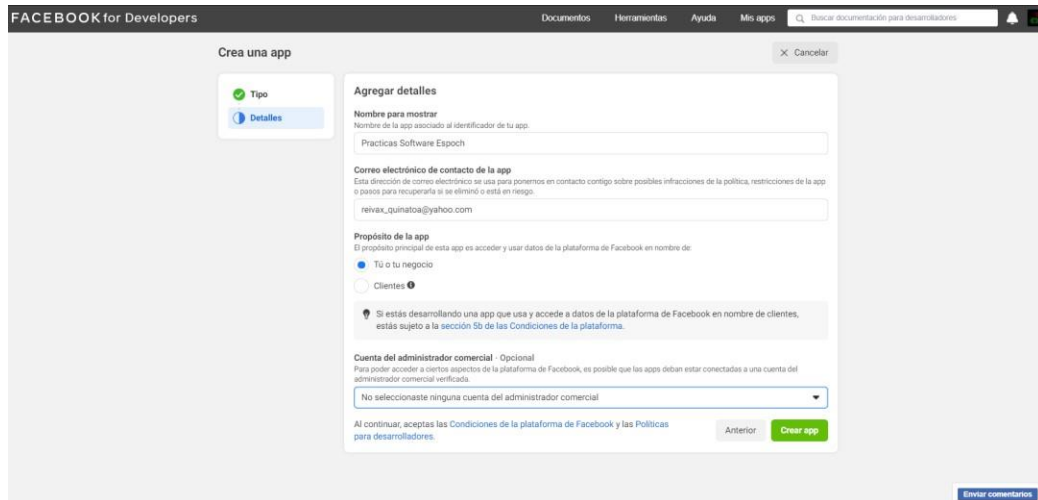 FACEBOOK for Developers
Documentos
Herramientas
Ayuda
Mis apps
Buscar documentación para desarrolladores
Crea una app
Cancelar
Tipo
Detalles
Agregar detalles
Nombre para mostrar
Nombre de la app asociado al identificador de tu app.
Practicas Software Espoch
Correo electrónico de contacto de la app
Esta dirección de correo electrónico se usa para ponernos en contacto contigo sobre posibles infracciones de la política, restricciones de la app
o pasos para recuperarla si se eliminó o está en riesgo.
reivax_quinatoa@yahoo.com
Propósito de la app
El propósito principal de esta app es acceder y usar datos de la plataforma de Facebook en nombre de:
Tú o tu negocio
Clientes
Si estás desarrollando una app que usa y accede a datos de la plataforma de Facebook en nombre de clientes,
estás sujeto a la sección 5b de las Condiciones de la plataforma.
Cuenta del administrador comercial · Opcional
Para poder acceder a ciertos aspectos de la plataforma de Facebook, es posible que las apps deban estar conectadas a una cuenta del
administrador comercial verificada.
No seleccionaste ninguna cuenta del administrador comercial
Al continuar, aceptas las Condiciones de la plataforma de Facebook y las Políticas
para desarrolladores.
Anterior
Crear app
Enviar comentarios